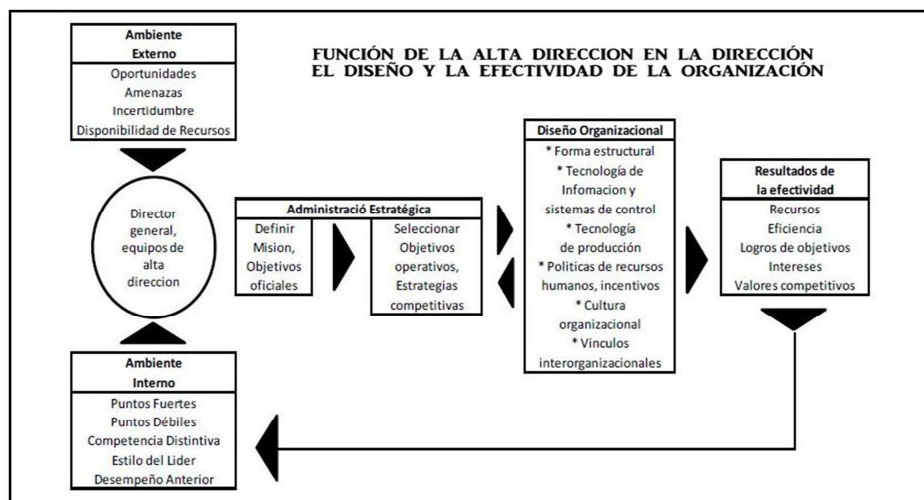 Ambiente
Externo
Oportunidades
Amenazas
Incertidumbre
Disponibilidad de Recursos
FUNCIÓN DE LA ALTA DIRECCION EN LA DIRECCIÓN
EL DISEÑO Y LA EFECTIVIDAD DE LA ORGANIZACIÓN
Director
general,
equipos de
alta
direccion
Administració Estratégica
Definir
Mision,
Objetivos
oficiales
Seleccionar
Objetivos
operativos,
Estrategias
competitivas
Diseño Organizacional
* Forma estructural
* Tecnología de
Infomacion y
sistemas de control
* Tecnología
de producción
* Politicas de recursos
humanos, incentivos
* Cultura
organizacional
* Vinculos
interorganizacionales
Resultados de
la efectividad
Recursos
Eficiencia
Logros de objetivos
Intereses
Valores competitivos
Ambiente
Interno
Puntos Fuertes
Puntos Débiles
Competencia Distintiva
Estilo del Lider
Desempeño Anterior